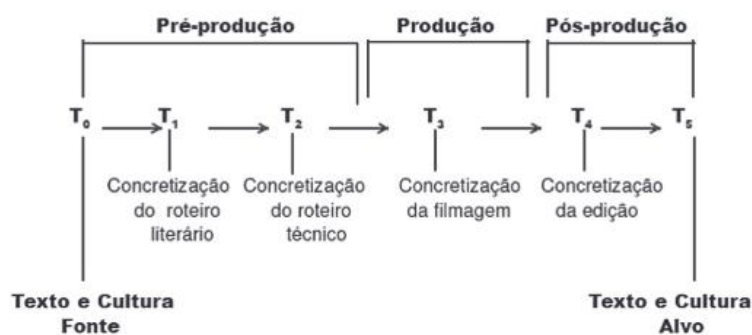 Pré-produção Produção Pós-produção
T₀ T₁ T₂ T₃ T₄ T₅
Concretização
do roteiro
literário
Concretização
do roteiro
técnico
Concretização
da filmagem
Concretização
da edição
Texto e Cultura
Fonte
Texto e Cultura
Alvo